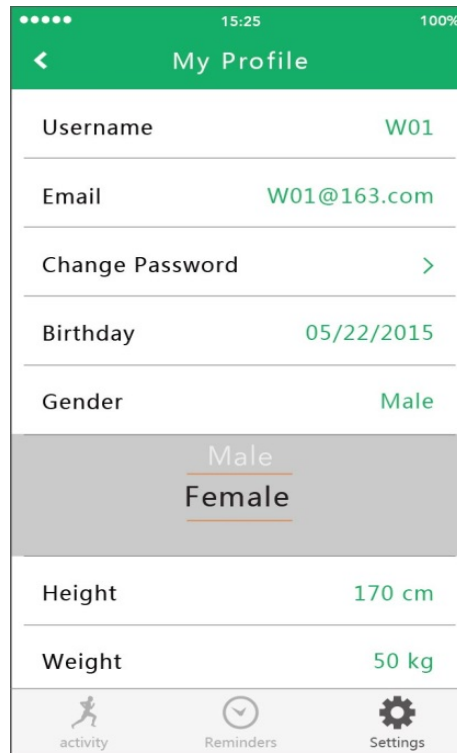 15:25 100%
My Profile
Username W01
Email W01@163.com
Change Password >
Birthday 05/22/2015
Gender Male
Male
Female
Height 170 cm
Weight 50 kg
activity Reminders Settings